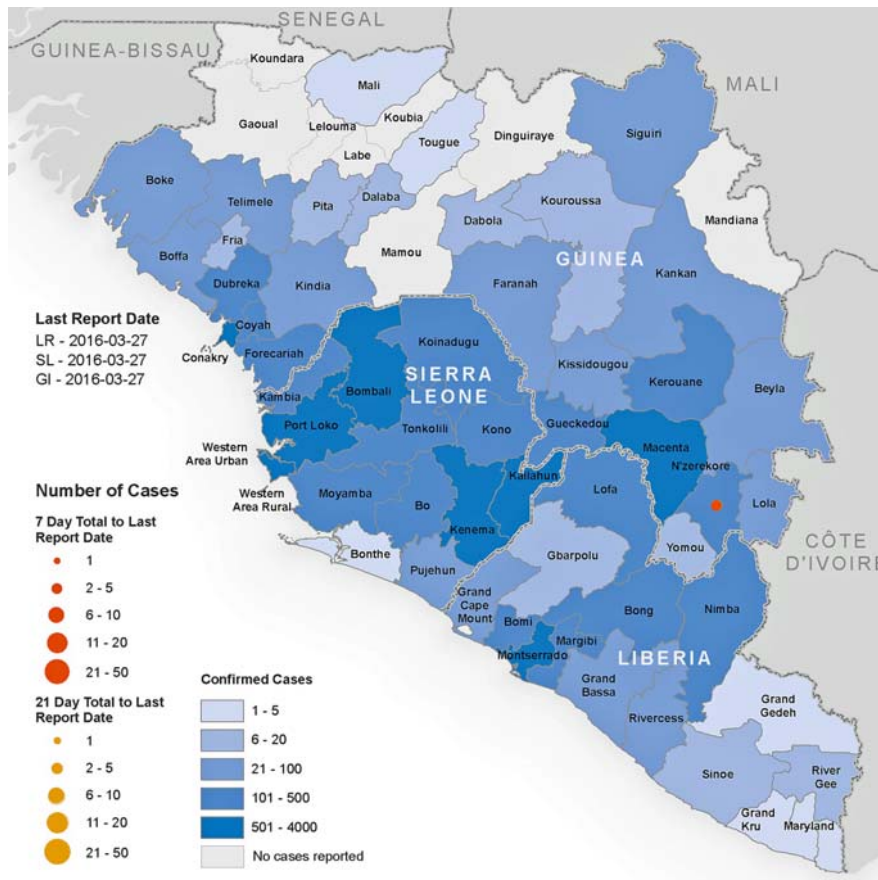 SENEGAL
GUINEA-BISSAU
Koundara
MALI
Mali
Koubia
Gaoual
Lelouma
Dinguiraye
Siguiri
Tougue
Labe
Boke
Telimele
Dalaba
Pita
Kouroussa
Dabola
Mandiana
Fria
Mamou
Boffa
GUINEA
Kankan
Dubreka
Kindia
Faranah
Coyah
Conakry
Forecariah
Koinadugu
Kissidougou
Kerouane
Beyla
SIERRA
LEONE
Kambia
Bombali
Port Loko
Tonkolili
Kono
Gueckedou
Macenta
N'zerekore
Western
Area Urban
Kailahun
Lofa
Lola
Western
Area Rural
Moyamba
Bo
Kenema
Yomou
CÔTE
D'IVOIRE
Bonthe
Gbarpolu
Pujehun
Grand
Cape
Mount
Bong
Nimba
Bomi
Margibi
Montserrado
LIBERIA
Grand
Bassa
Rivercess
Grand
Gedeh
Sinoe
River
Gee
Grand
Kru
Maryland
Last Report Date
LR - 2016-03-27
SL - 2016-03-27
GI - 2016-03-27
Number of Cases
7 Day Total to Last
Report Date
1
2 - 5
6 - 10
11 - 20
21 - 50
21 Day Total to Last
Report Date
1
2 - 5
6 - 10
11 - 20
21 - 50
Confirmed Cases
1 - 5
6 - 20
21 - 100
101 - 500
501 - 4000
No cases reported